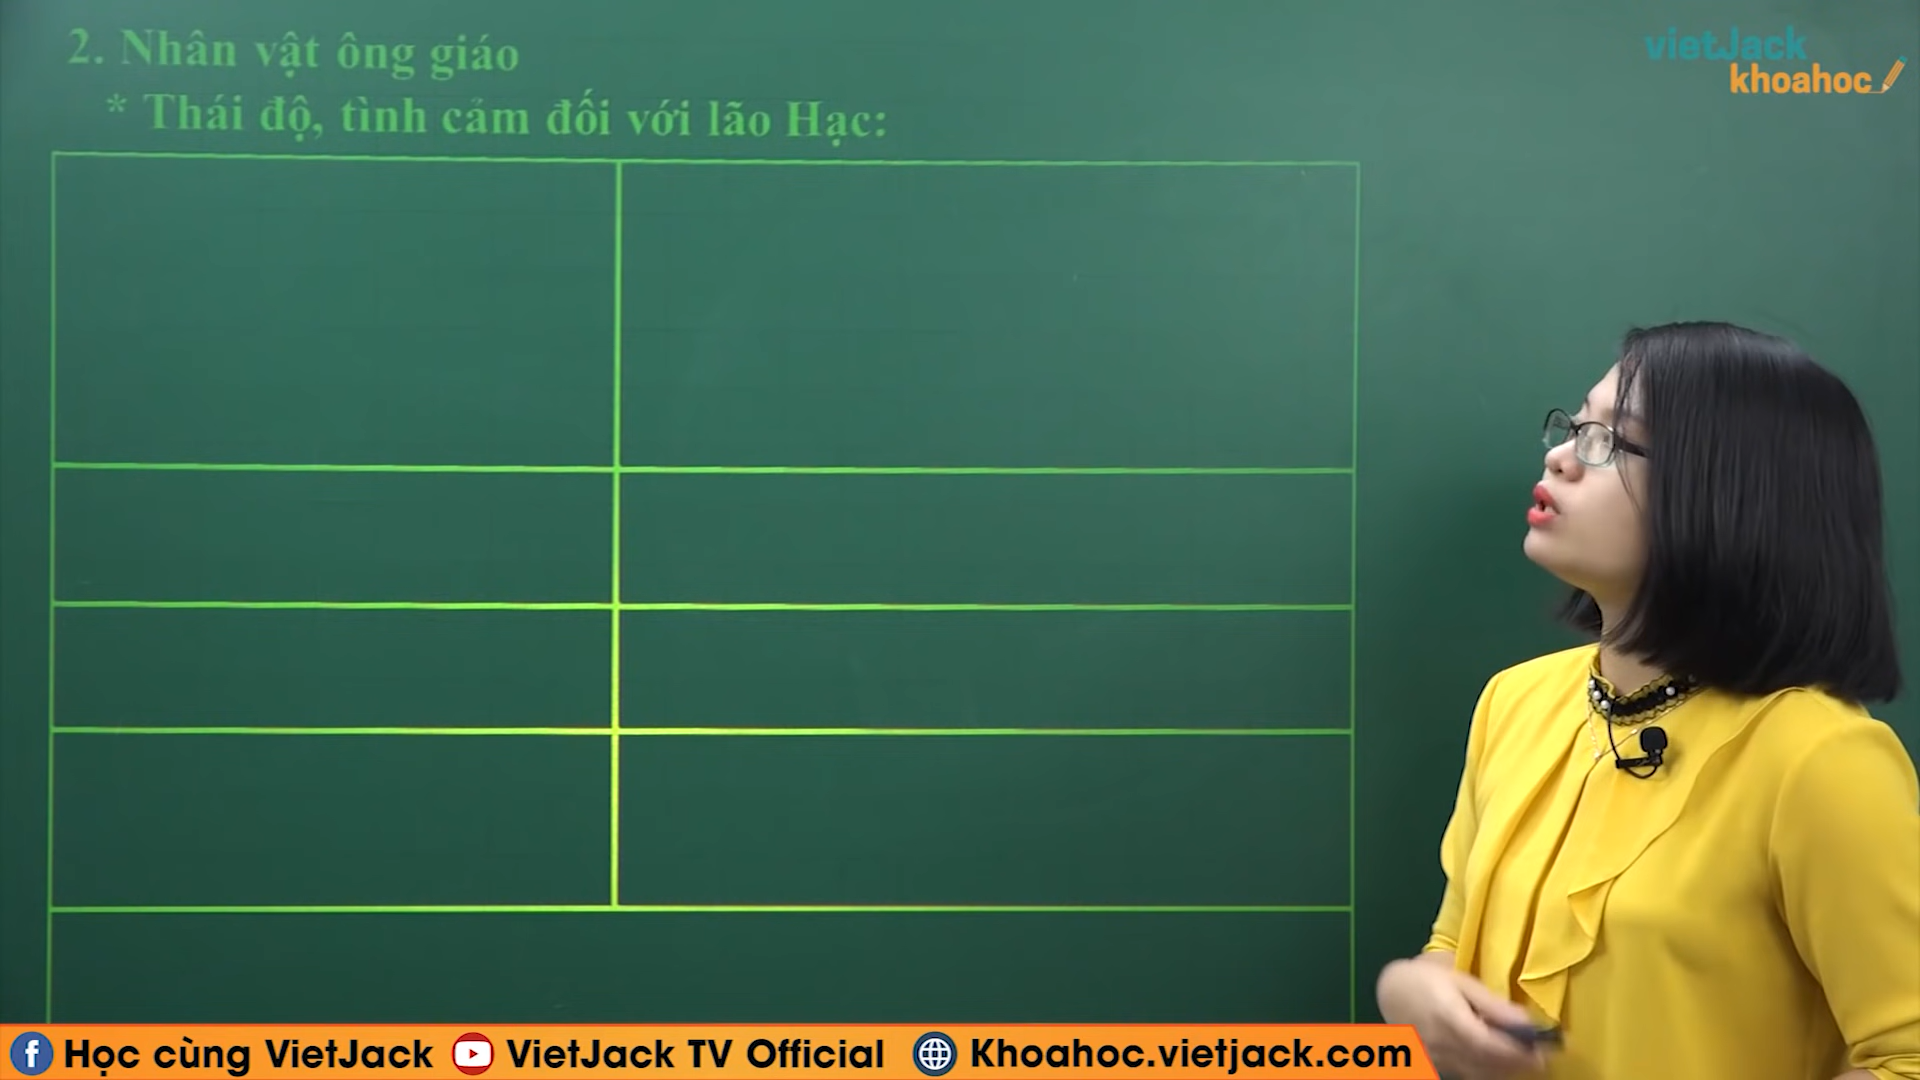 2. Nhân vật ông giáo
* Thái độ, tình cảm đối với lão Hạc:
vietJack
khoahoc
Học cùng VietJack VietJack TV Official Khoahoc.vietjack.com